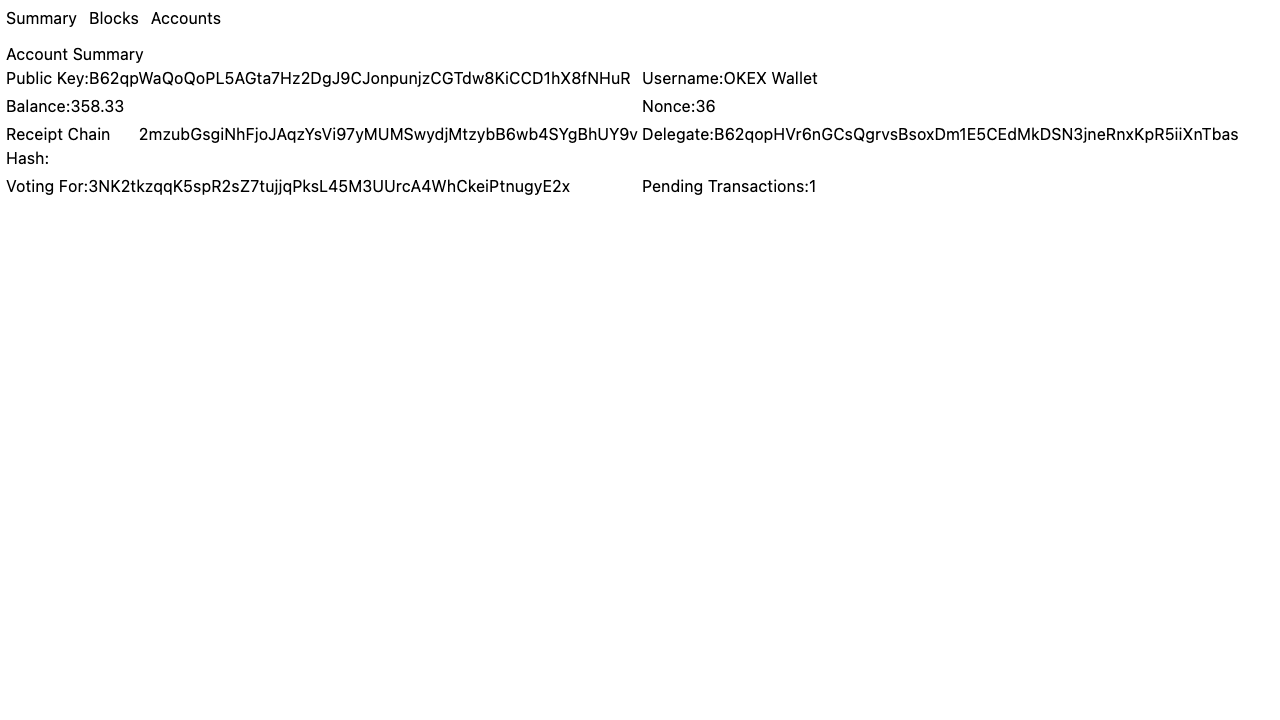 Summary Blocks Accounts
Account Summary
Public Key:B62qpWaQoQoPL5AGta7Hz2DgJ9CJonpunjzCGTdw8KiCCD1hX8fNHuR Username:OKEX Wallet
Balance:358.33 Nonce:36
Receipt Chain 2mzubGsgiNhFjoJAqzYsVi97yMUMSwydjMtzybB6wb4SYgBhUY9v Delegate:B62qopHVr6nGCsQgrvsBsoxDm1E5CEdMkDSN3jneRnxKpR5iiXnTbas
Hash:
Voting For:3NK2tkzqqK5spR2sZ7tujjqPksL45M3UUrcA4WhCkeiPtnugyE2x Pending Transactions:1